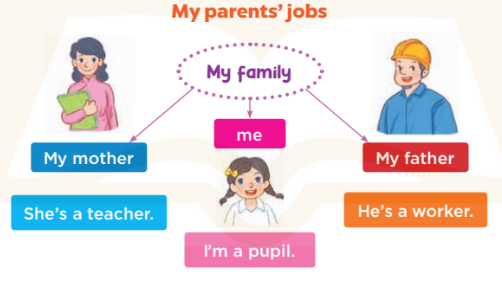 My parents' jobs
My family
me
My mother
My father
She's a teacher.
He's a worker.
I'm a pupil.